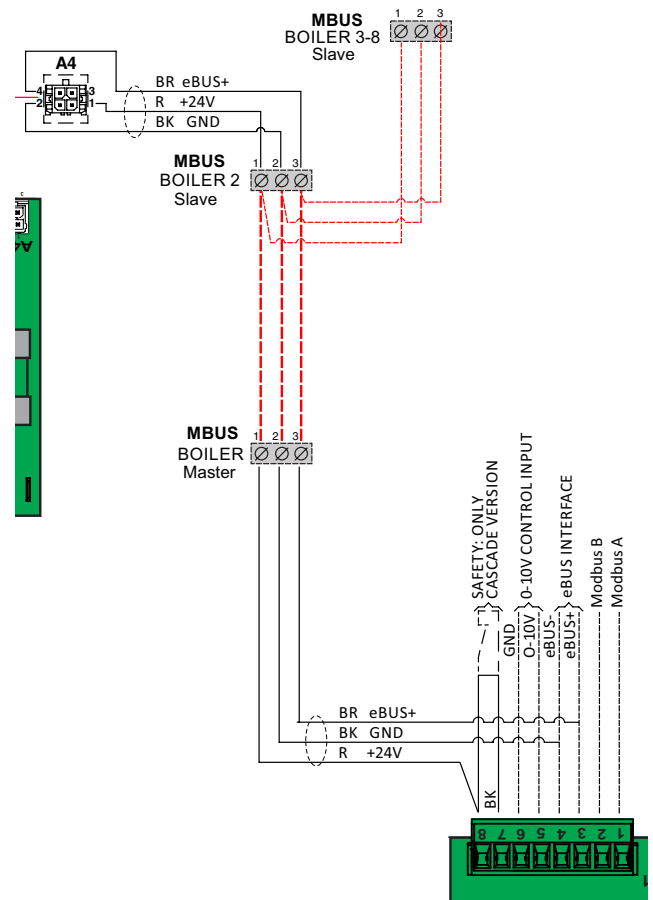 MBUS
BOILER 3-8
Slave
1 2 3
A4
4 3
2 1
BR eBUS+
R +24V
BK GND
MBUS
BOILER 2
Slave
1 2 3
c
A4
MBUS
BOILER
Master
1 2 3
SAFETY: ONLY
CASCADE VERSION
0-10V CONTROL INPUT
GND
O-10V
eBUS INTERFACE
eBUS-
eBUS+
Modbus B
Modbus A
BR eBUS+
BK GND
R +24V
BK
8 7 6 5 4 3 2 1